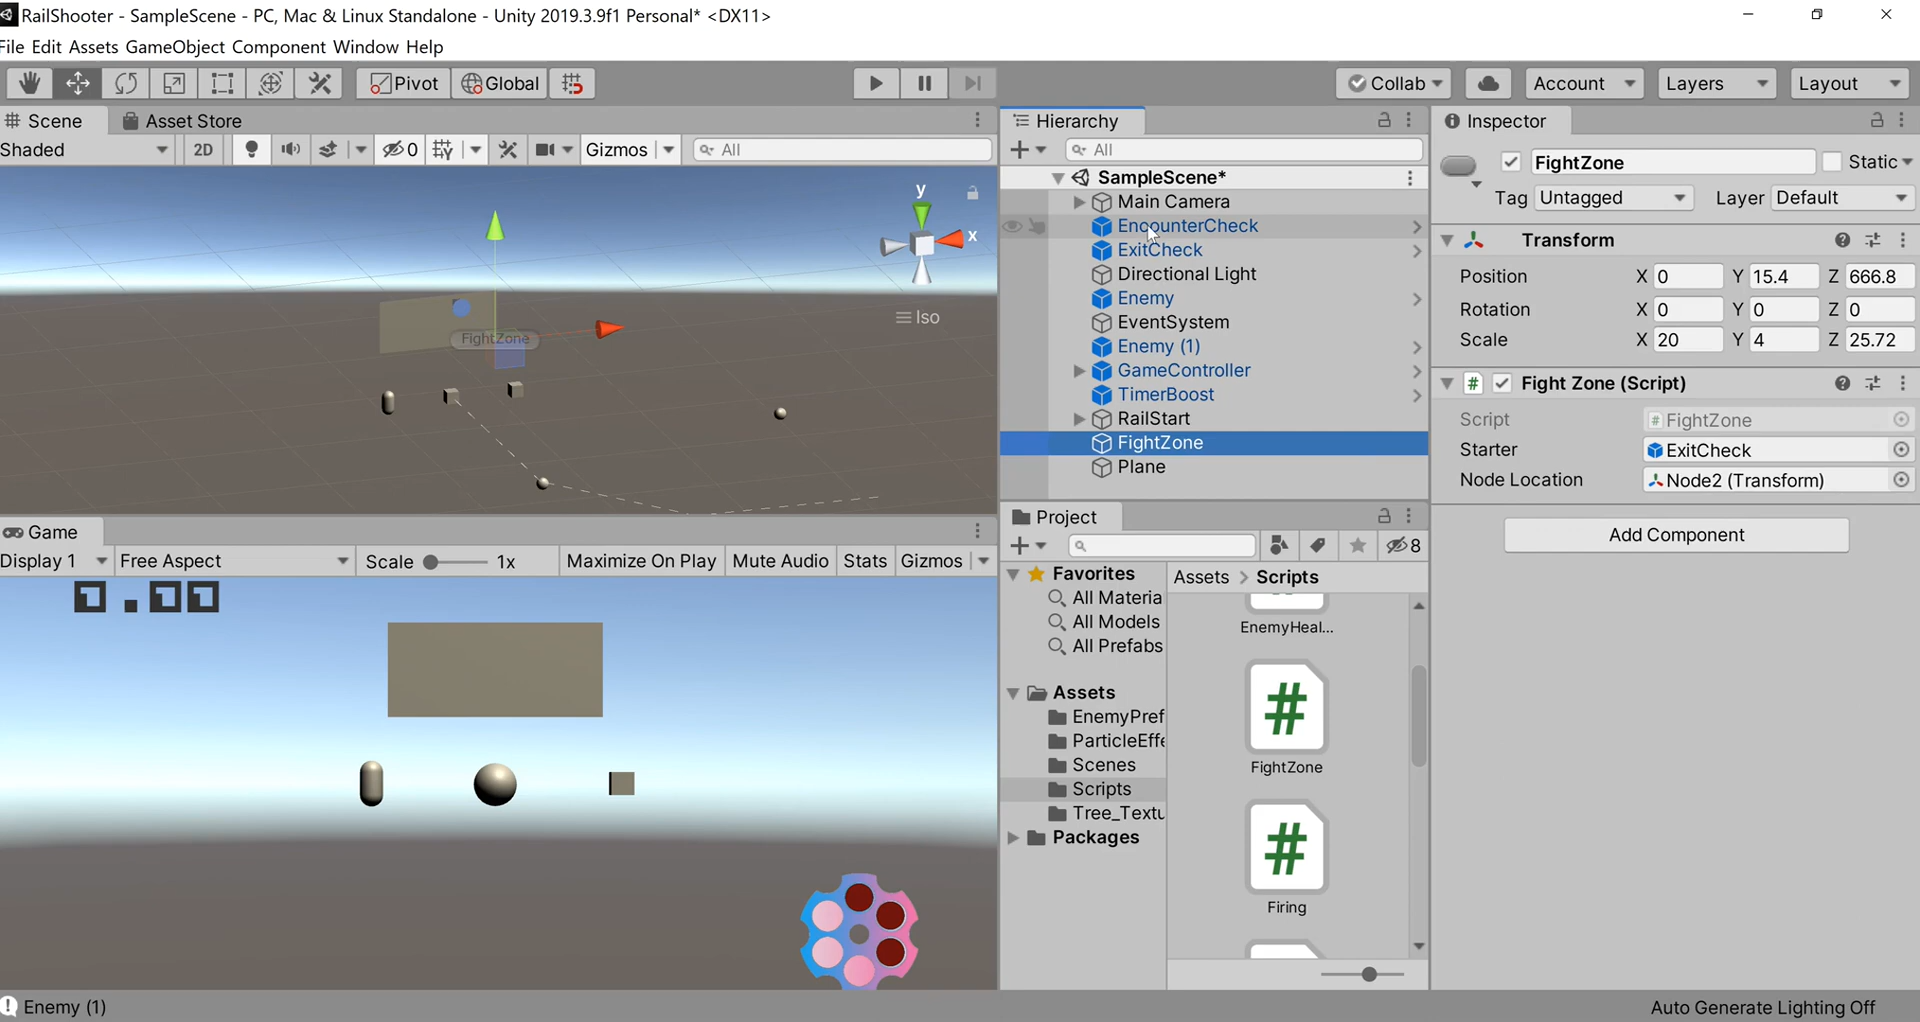 RailShooter - SampleScene - PC, Mac & Linux Standalone - Unity 2019.3.9f1 Personal* <DX11>
File Edit Assets GameObject Component Window Help
Pivot Global
Collab Account Layers Layout
Scene Asset Store
Shaded 2D 0 Gizmos All
y
x
Iso
FightZone
Game
Display 1 Free Aspect Scale 1x Maximize On Play Mute Audio Stats Gizmos
Hierarchy
All
SampleScene*
Main Camera
EncounterCheck
ExitCheck
Directional Light
Enemy
EventSystem
Enemy (1)
GameController
TimerBoost
RailStart
FightZone
Plane
Project
8
Favorites
All Materia
All Models
All Prefabs
Assets
EnemyPref
ParticleEffe
Scenes
Scripts
Tree_Textu
Packages
Assets > Scripts
EnemyHeal...
#
FightZone
#
Firing
Inspector
FightZone Static
Tag Untagged Layer Default
Transform
Position X 0 Y 15.4 Z 666.8
Rotation X 0 Y 0 Z 0
Scale X 20 Y 4 Z 25.72
# Fight Zone (Script)
Script # FightZone
Starter ExitCheck
Node Location Node2 (Transform)
Add Component
Enemy (1)
Auto Generate Lighting Off